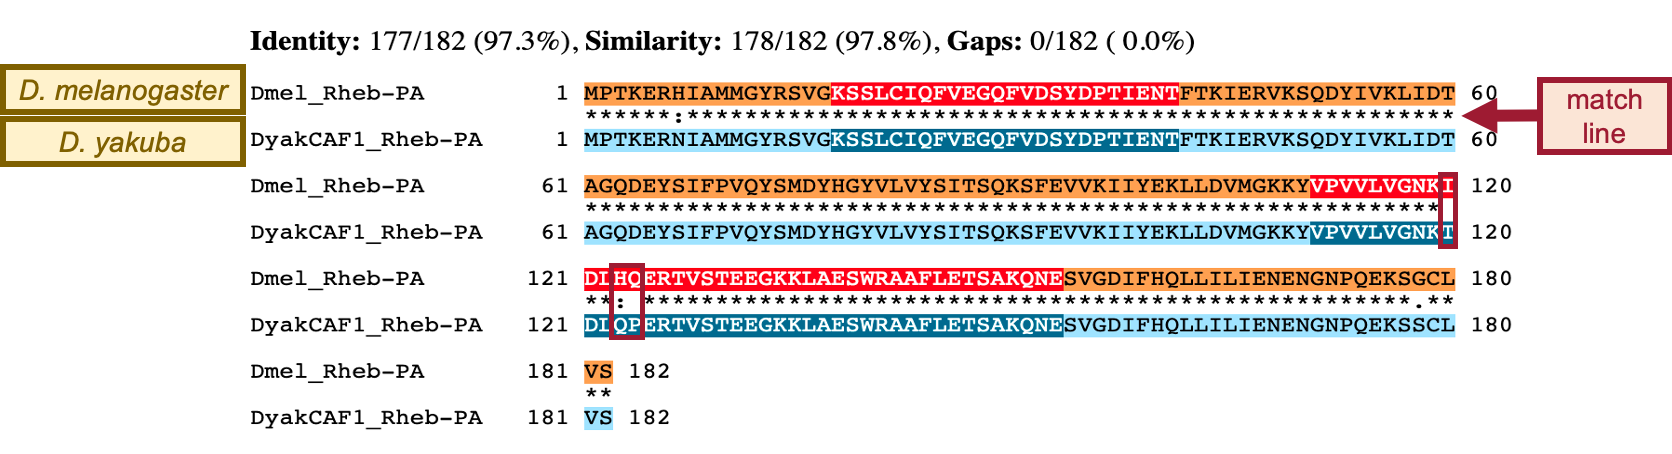 Identity: 177/182 (97.3%), Similarity: 178/182 (97.8%), Gaps: 0/182 ( 0.0%)
D. melanogaster
Dmel_Rheb-PA 1 MPTKERHIAMMGYRSVGKSSLCIQFVEGQFVDSYDPTIENTFTKIERVKSQDYIVKLIDT 60
******:*****************************************************
match
line
D. yakuba
DyakCAF1_Rheb-PA 1 MPTKERNIAMMGYRSVGKSSLCIQFVEGQFVDSYDPTIENTFTKIERVKSQDYIVKLIDT 60
Dmel_Rheb-PA 61 AGQDEYSIFPVQYSMDYHGYVLVYSITSQKSFEVVKIIYEKLLDVMGKKYVPVVLVGNKI 120
***********************************************************
DyakCAF1_Rheb-PA 61 AGQDEYSIFPVQYSMDYHGYVLVYSITSQKSFEVVKIIYEKLLDVMGKKYVPVVLVGNKT 120
Dmel_Rheb-PA 121 DLHQERTVSTEEGKKLAESWRAAFLETSAKQNESVGDIFHQLLILIENENGNPQEKSGCL 180
**: *****************************************************.**
DyakCAF1_Rheb-PA 121 DLQPERTVSTEEGKKLAESWRAAFLETSAKQNESVGDIFHQLLILIENENGNPQEKSSCL 180
Dmel_Rheb-PA 181 VS 182
**
DyakCAF1_Rheb-PA 181 VS 182